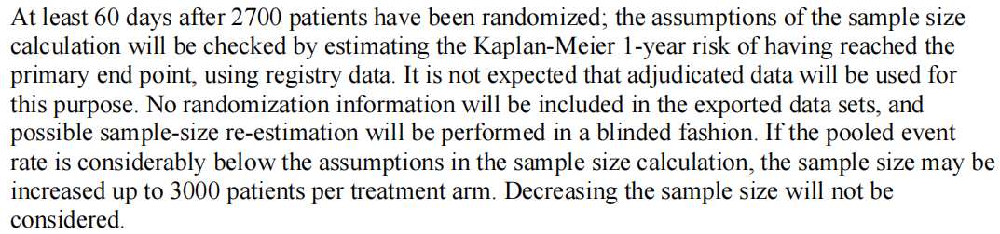 At least 60 days after 2700 patients have been randomized; the assumptions of the sample size
calculation will be checked by estimating the Kaplan-Meier 1-year risk of having reached the
primary end point, using registry data. It is not expected that adjudicated data will be used for
this purpose. No randomization information will be included in the exported data sets, and
possible sample-size re-estimation will be performed in a blinded fashion. If the pooled event
rate is considerably below the assumptions in the sample size calculation, the sample size may be
increased up to 3000 patients per treatment arm. Decreasing the sample size will not be
considered.